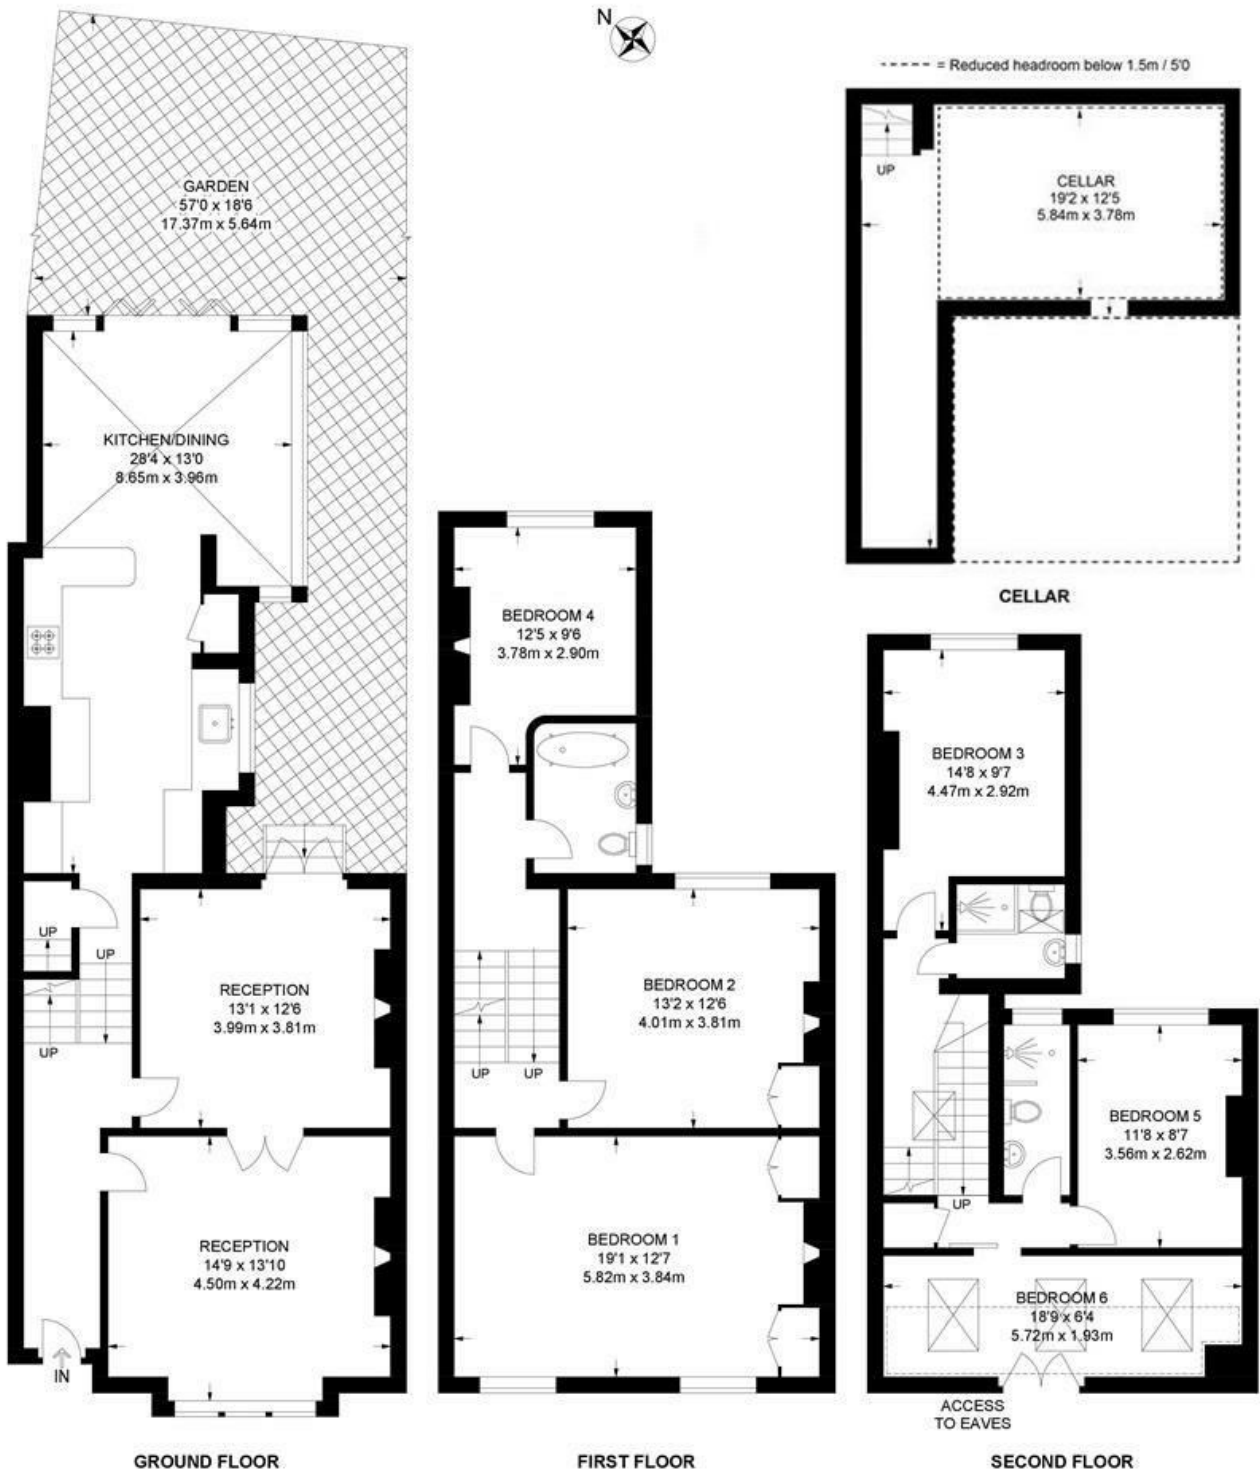 N
- - - - - = Reduced headroom below 1.5m / 5'0
GARDEN
57'0 x 18'6
17.37m x 5.64m
KITCHEN/DINING
28'4 x 13'0
8.65m x 3.96m
UP
UP
UP
RECEPTION
13'1 x 12'6
3.99m x 3.81m
RECEPTION
14'9 x 13'10
4.50m x 4.22m
IN
GROUND FLOOR
BEDROOM 4
12'5 x 9'6
3.78m x 2.90m
BEDROOM 2
13'2 x 12'6
4.01m x 3.81m
UP
UP
BEDROOM 1
19'1 x 12'7
5.82m x 3.84m
FIRST FLOOR
UP
CELLAR
19'2 x 12'5
5.84m x 3.78m
CELLAR
BEDROOM 3
14'8 x 9'7
4.47m x 2.92m
BEDROOM 5
11'8 x 8'7
3.56m x 2.62m
UP
BEDROOM 6
18'9 x 6'4
5.72m x 1.93m
ACCESS
TO EAVES
SECOND FLOOR